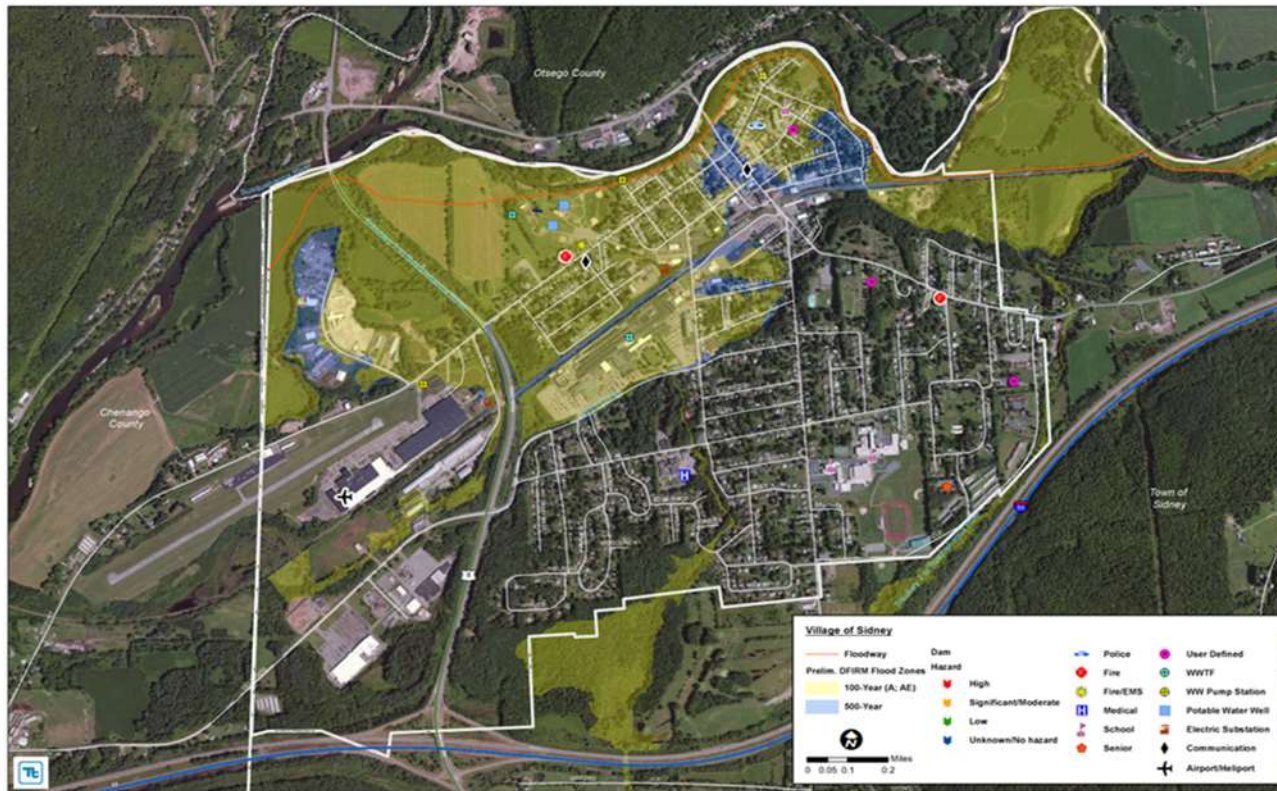 Otsego County
Chenango
County
Town of
Sidney
8
Village of Sidney
Floodway
Prelim. DFIRM Flood Zones
100-Year (A; AE)
500-Year
Dam
Hazard
High
Significant/Moderate
Low
Unknown/No hazard
Police
Fire
Fire/EMS
Medical
School
Senior
User Defined
WWTF
WW Pump Station
Potable Water Well
Electric Substation
Communication
Airport/Heliport
N
Miles
0 0.05 0.1 0.2
H